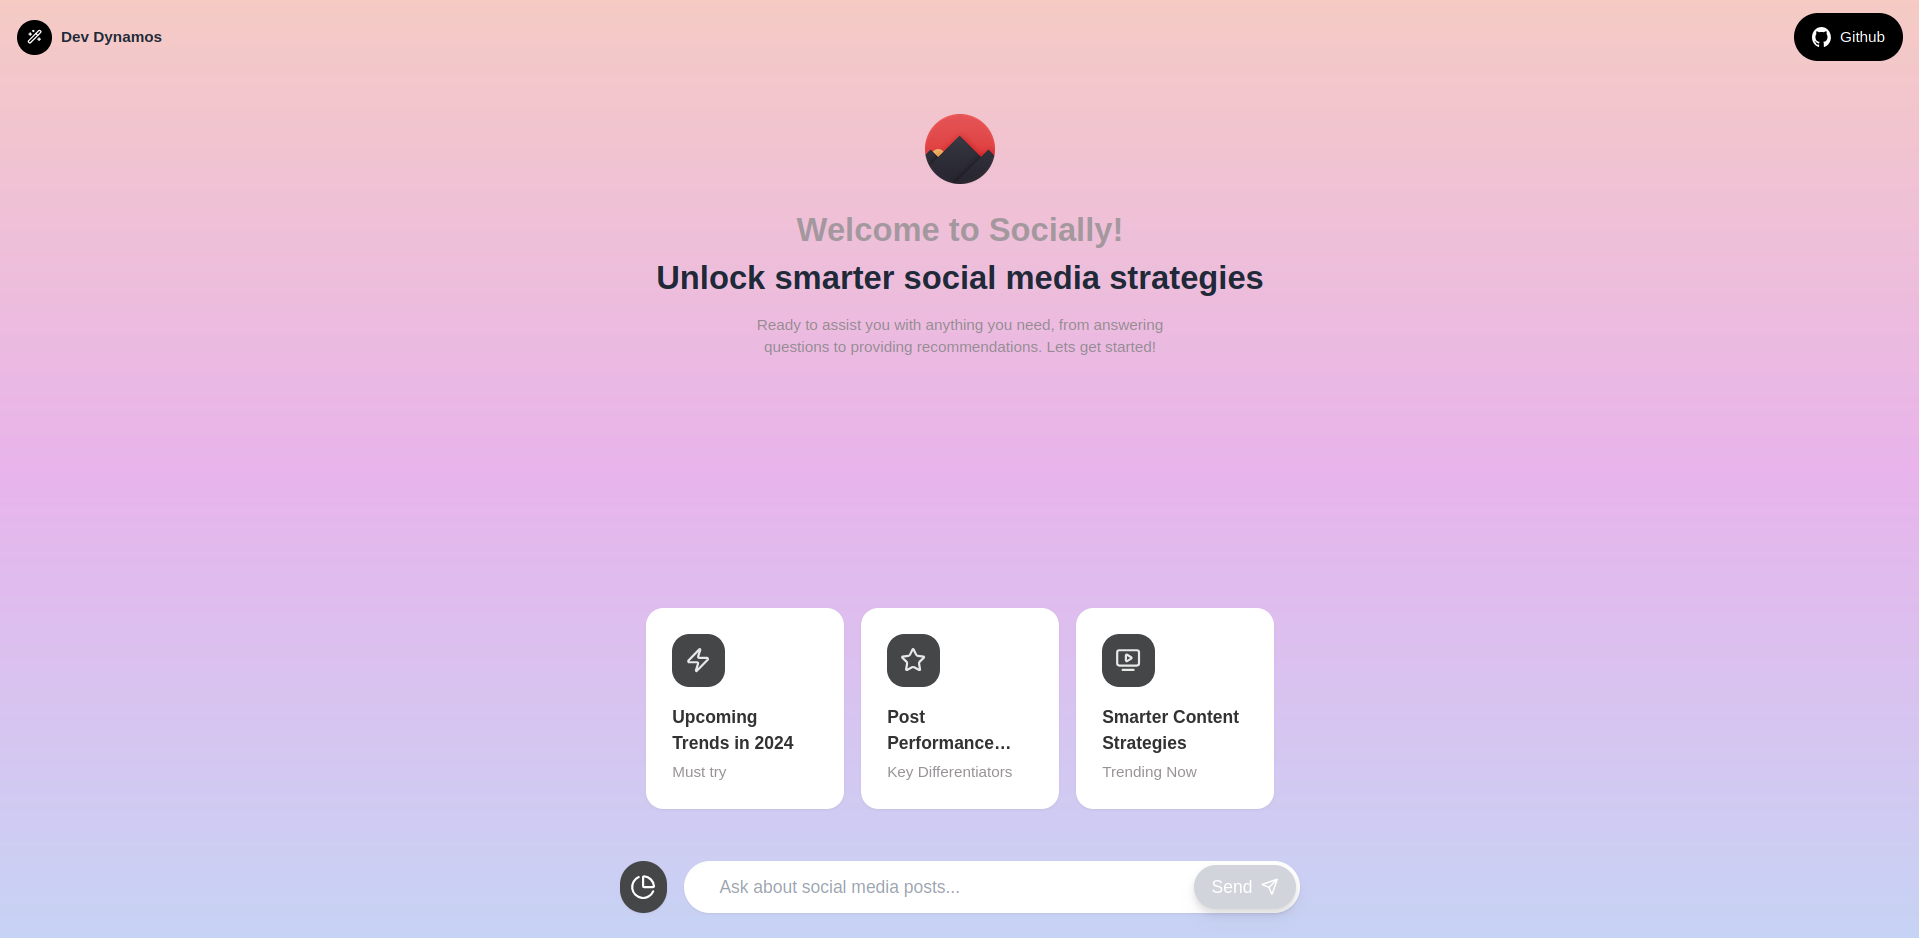 Dev Dynamos
Github
Welcome to Socially!
Unlock smarter social media strategies
Ready to assist you with anything you need, from answering
questions to providing recommendations. Lets get started!
Upcoming
Trends in 2024
Must try
Post
Performance…
Key Differentiators
Smarter Content
Strategies
Trending Now
Ask about social media posts...
Send